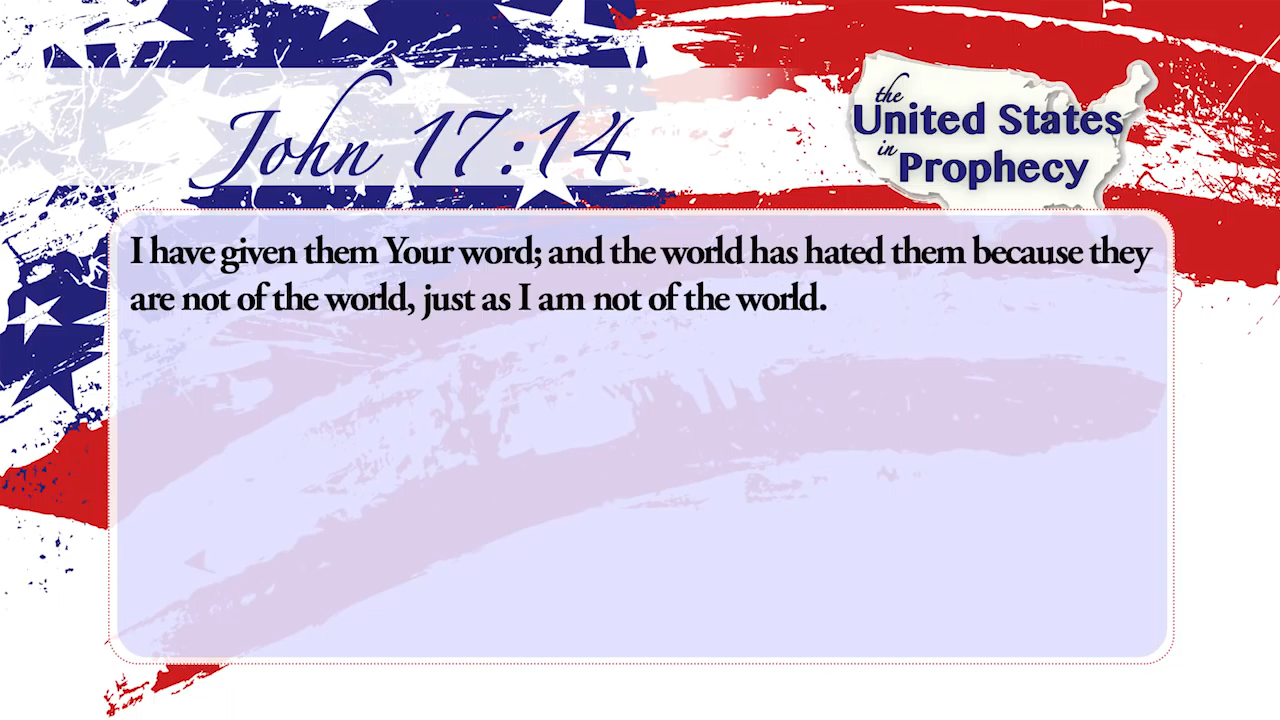 John 17:14
the
United States
in
Prophecy
I have given them Your word; and the world has hated them because they
are not of the world, just as I am not of the world.